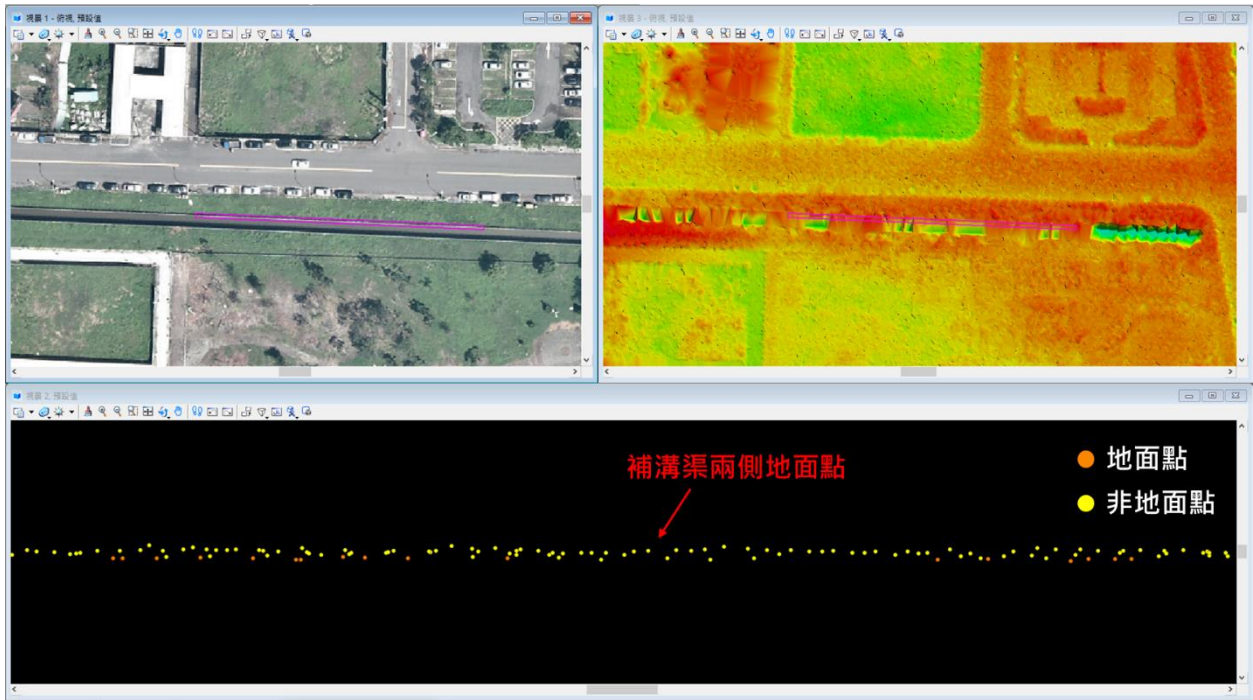 視景 1 - 俯視, 預設值
視景 3 - 俯視, 預設值
視景 2, 預設值
補溝渠兩側地面點
地面點
非地面點